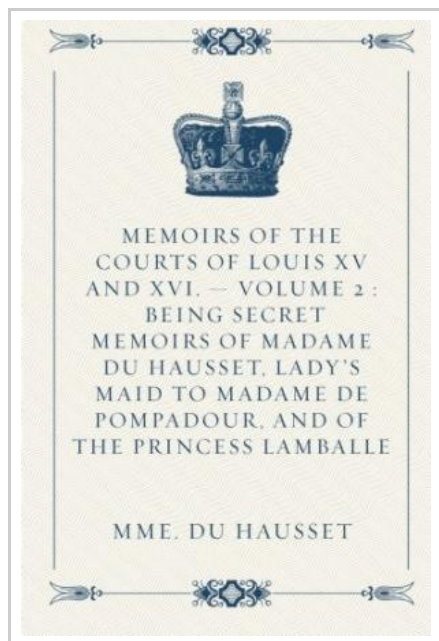 MEMOIRS OF THE
COURTS OF LOUIS XV
AND XVI. — VOLUME 2 :
BEING SECRET
MEMOIRS OF MADAME
DU HAUSSET, LADY'S
MAID TO MADAME DE
POMPADOUR, AND OF
THE PRINCESS LAMBALLE
MME. DU HAUSSET